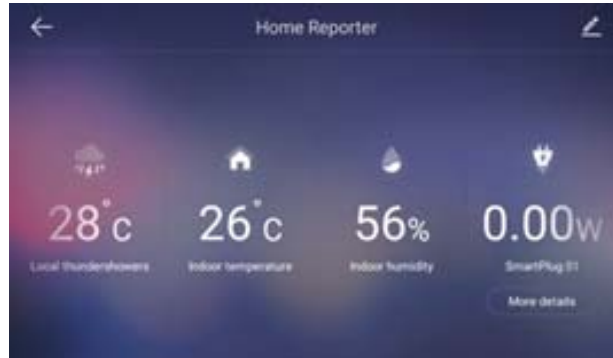 Home Reporter
28°C
26°C
56%
0.00W
Local thundershowers
Indoor temperature
Indoor humidity
SmartPlug 01
More details